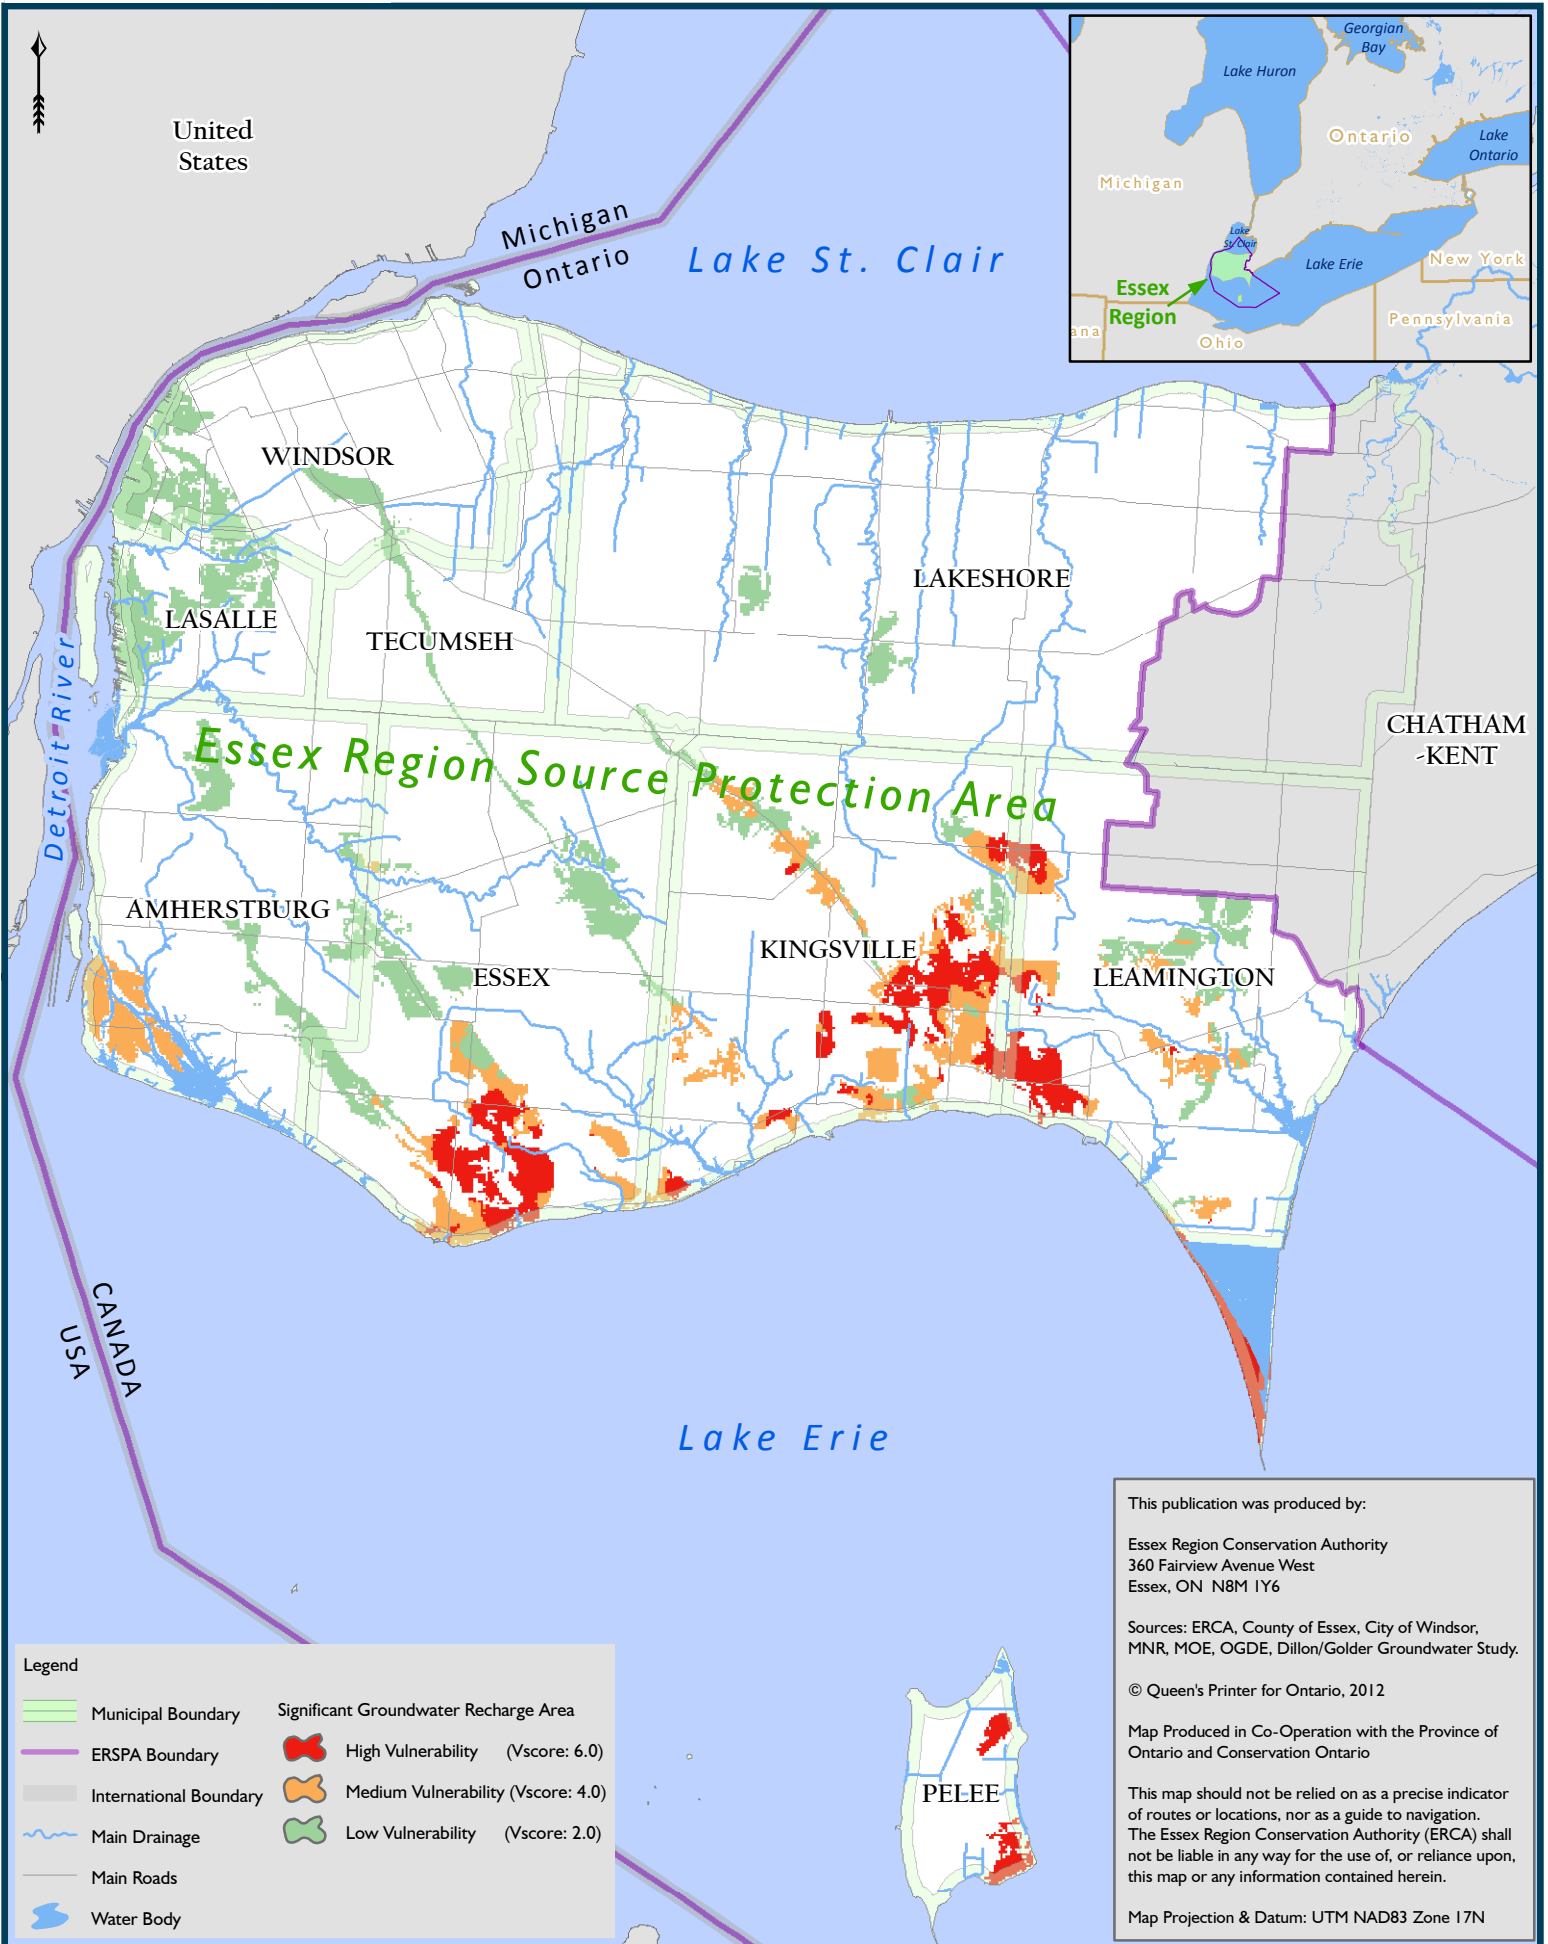 United
States
Michigan
Ontario
Lake St. Clair
Georgian
Bay
Lake Huron
Ontario
Lake
Ontario
Michigan
Lake
St. Clair
Lake Erie
New York
Essex
Region
Pennsylvania
ana
Ohio
WINDSOR
LAKESHORE
LASALLE
TECUMSEH
Detroit River
CHATHAM
-KENT
Essex Region Source Protection Area
AMHERSTBURG
KINGSVILLE
ESSEX
LEAMINGTON
CANADA
USA
Lake Erie
PELEE
Legend
Municipal Boundary
ERSPA Boundary
International Boundary
Main Drainage
Main Roads
Water Body
Significant Groundwater Recharge Area
High Vulnerability (Vscore: 6.0)
Medium Vulnerability (Vscore: 4.0)
Low Vulnerability (Vscore: 2.0)
This publication was produced by:
Essex Region Conservation Authority
360 Fairview Avenue West
Essex, ON N8M 1Y6
Sources: ERCA, County of Essex, City of Windsor,
MNR, MOE, OGDE, Dillon/Golder Groundwater Study.
© Queen's Printer for Ontario, 2012
Map Produced in Co-Operation with the Province of
Ontario and Conservation Ontario
This map should not be relied on as a precise indicator
of routes or locations, nor as a guide to navigation.
The Essex Region Conservation Authority (ERCA) shall
not be liable in any way for the use of, or reliance upon,
this map or any information contained herein.
Map Projection & Datum: UTM NAD83 Zone 17N